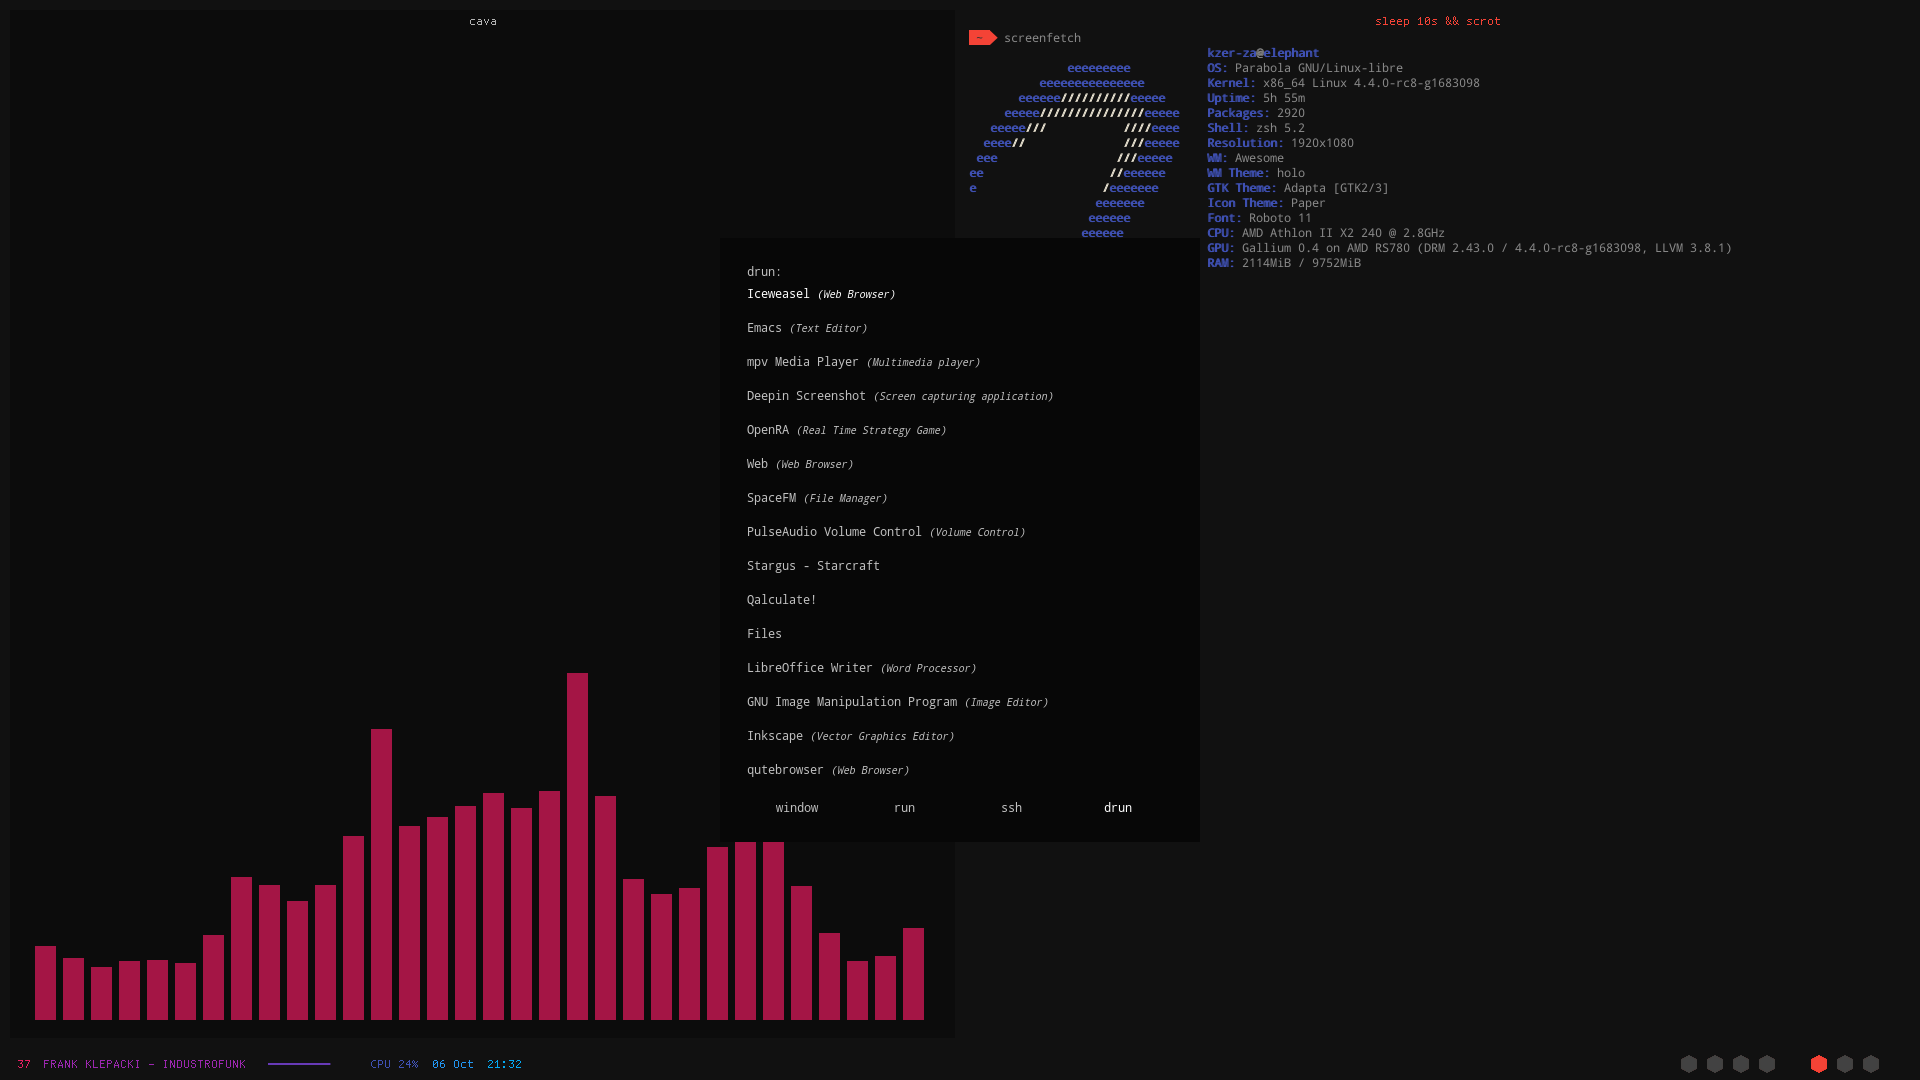 cava
sleep 10s && scrot
~ screenfetch
eeeeeeeee
eeeeeeeeeeeeeee
eeeeee//////////eeeee
eeeee///////////////eeeee
eeeee/// ////eeee
eeee// ///eeeee
eee ///eeeee
ee //eeeeee
e /eeeeeee
eeeeeee
eeeeee
eeeeee
kzer-za@elephant
OS: Parabola GNU/Linux-libre
Kernel: x86_64 Linux 4.4.0-rc8-g1683098
Uptime: 5h 55m
Packages: 2920
Shell: zsh 5.2
Resolution: 1920x1080
WM: Awesome
WM Theme: holo
GTK Theme: Adapta [GTK2/3]
Icon Theme: Paper
Font: Roboto 11
CPU: AMD Athlon II X2 240 @ 2.8GHz
GPU: Gallium 0.4 on AMD RS780 (DRM 2.43.0 / 4.4.0-rc8-g1683098, LLVM 3.8.1)
RAM: 2114MiB / 9752MiB
drun:
Iceweasel (Web Browser)
Emacs (Text Editor)
mpv Media Player (Multimedia player)
Deepin Screenshot (Screen capturing application)
OpenRA (Real Time Strategy Game)
Web (Web Browser)
SpaceFM (File Manager)
PulseAudio Volume Control (Volume Control)
Stargus - Starcraft
Qalculate!
Files
LibreOffice Writer (Word Processor)
GNU Image Manipulation Program (Image Editor)
Inkscape (Vector Graphics Editor)
qutebrowser (Web Browser)
window run ssh drun
37 FRANK KLEPACKI - INDUSTROFUNK CPU 24% 06 Oct 21:32